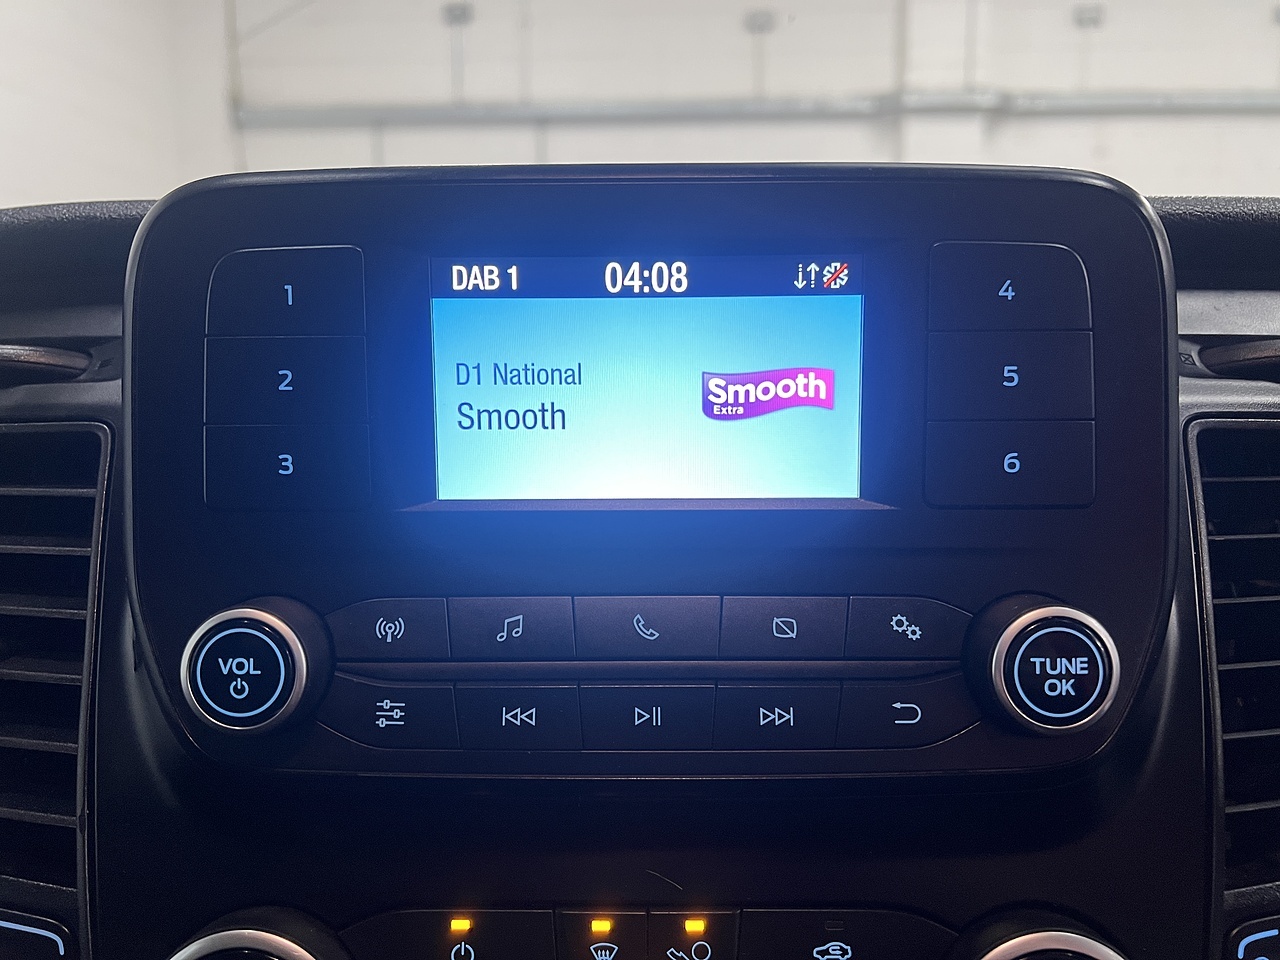 DAB 1
04:08
D1 National
Smooth
Smooth
Extra
1
2
3
4
5
6
VOL
TUNE
OK